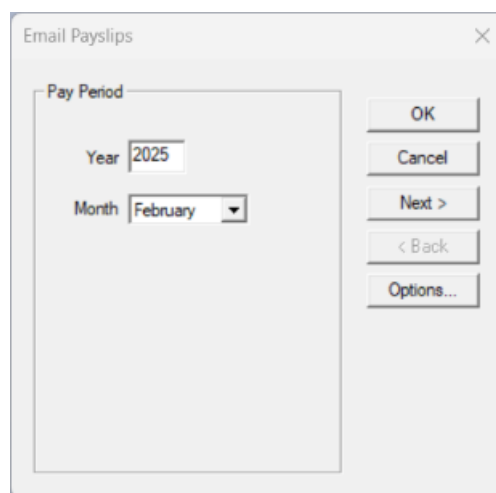 Email Payslips
Pay Period
Year 2025
Month February
OK
Cancel
Next >
< Back
Options...